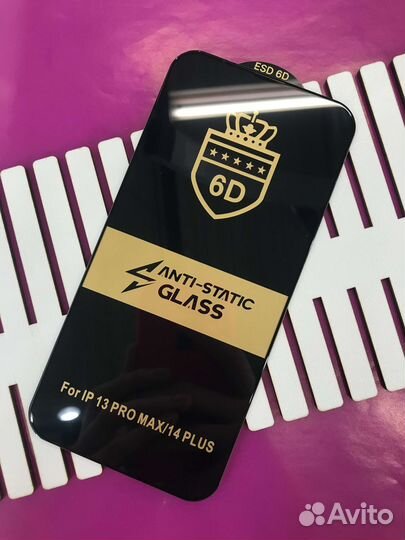 ESD 6D
6D
ANTI-STATIC
GLASS
For IP 13 PRO MAX/14 PLUS
Avito